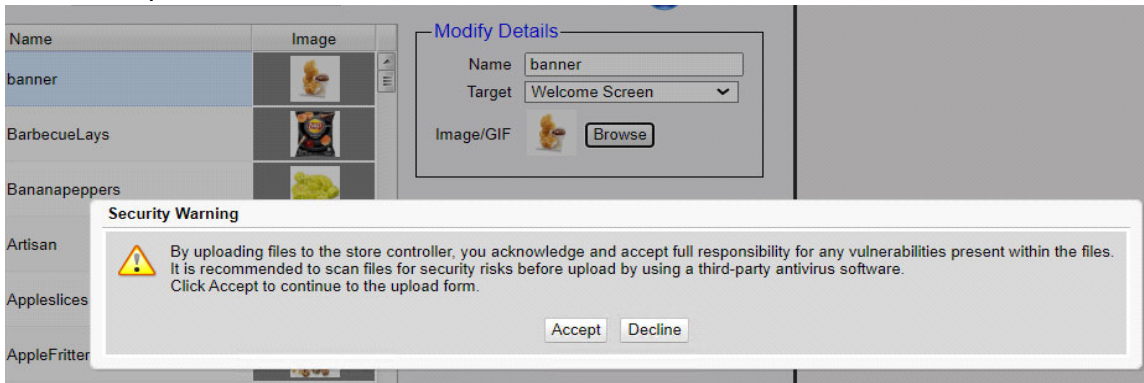 Name Image
banner
BarbecueLays
Bananapeppers
Artisan
Appleslices
AppleFritter
Modify Details
Name banner
Target Welcome Screen
Image/GIF Browse
Security Warning
By uploading files to the store controller, you acknowledge and accept full responsibility for any vulnerabilities present within the files.
It is recommended to scan files for security risks before upload by using a third-party antivirus software.
Click Accept to continue to the upload form.
Accept Decline